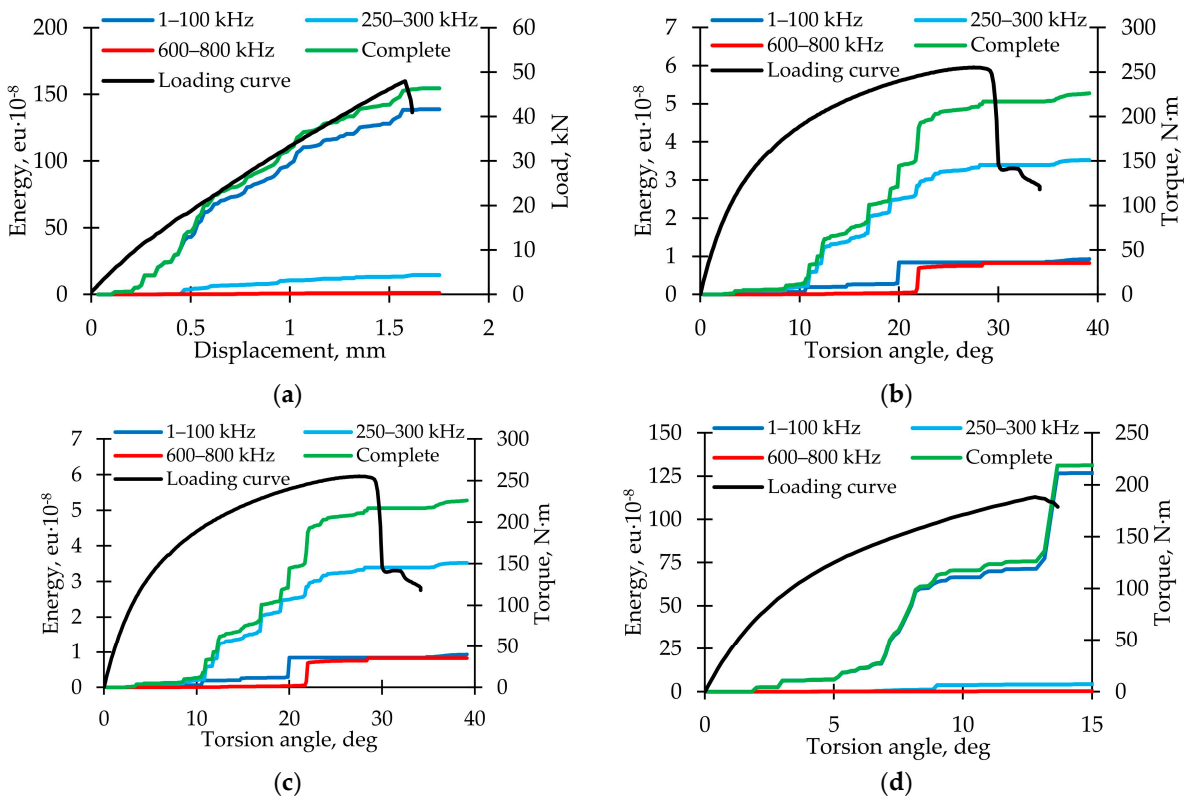 1–100 kHz 250–300 kHz
600–800 kHz Complete
Loading curve
Energy, eu·10-8
200
150
100
50
0
60
50
40
30
20
10
0
Load, kN
0 0.5 1 1.5 2
Displacement, mm
(a)
1–100 kHz 250–300 kHz
600–800 kHz Complete
Loading curve
Energy, eu·10-8
7
6
5
4
3
2
1
0
300
250
200
150
100
50
0
Torque, N·m
0 10 20 30 40
Torsion angle, deg
(b)
1–100 kHz 250–300 kHz
600–800 kHz Complete
Loading curve
Energy, eu·10-8
7
6
5
4
3
2
1
0
300
250
200
150
100
50
0
Torque, N·m
0 10 20 30 40
Torsion angle, deg
(c)
1–100 kHz 250–300 kHz
600–800 kHz Complete
Loading curve
Energy, eu·10-8
150
125
100
75
50
25
0
250
200
150
100
50
0
Torque, N·m
0 5 10 15
Torsion angle, deg
(d)